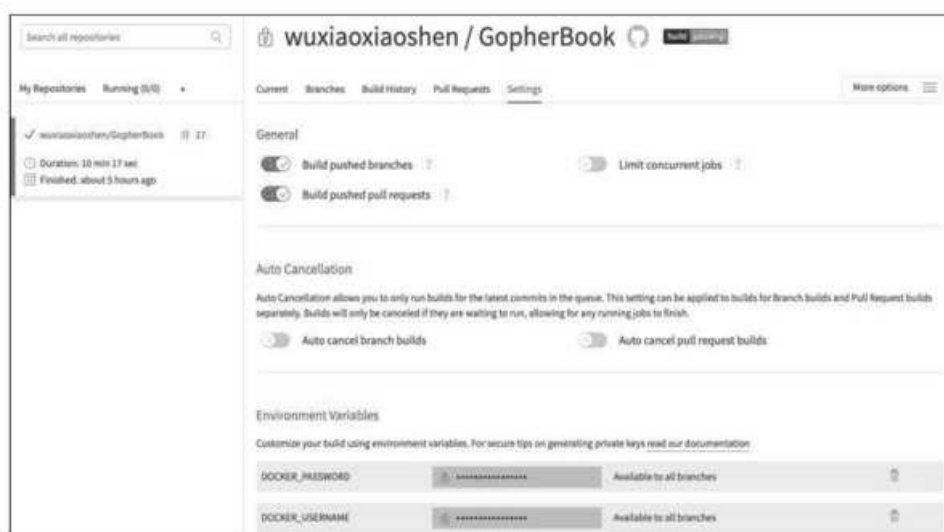 Search all repositories
wuxiaoxiaoshen / GopherBook
build passing
My Repositories Running (0/0) +
Current Branches Build History Pull Requests Settings
More options
wuxiaoxiaoshen/GopherBook # 27
Duration: 10 min 17 sec
Finished: about 5 hours ago
General
Build pushed branches ?
Limit concurrent jobs ?
Build pushed pull requests ?
Auto Cancellation
Auto Cancellation allows you to only run builds for the latest commits in the queue. This setting can be applied to builds for Branch builds and Pull Request builds
separately. Builds will only be canceled if they are waiting to run, allowing for any running jobs to finish.
Auto cancel branch builds
Auto cancel pull request builds
Environment Variables
Customize your build using environment variables. For secure tips on generating private keys read our documentation
DOCKER_PASSWORD •••••••••••••••• Available to all branches
DOCKER_USERNAME •••••••••••••••• Available to all branches